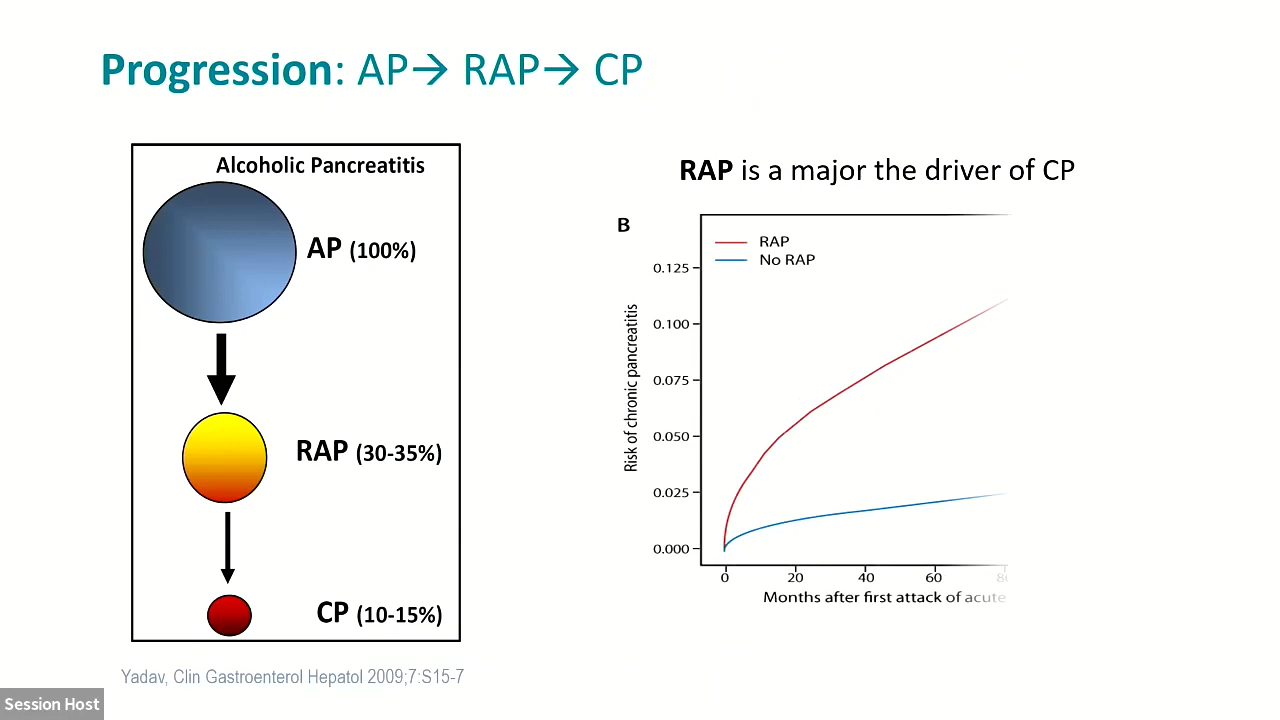 Progression: AP→ RAP→ CP
Alcoholic Pancreatitis
AP (100%)
RAP (30-35%)
CP (10-15%)
Yadav, Clin Gastroenterol Hepatol 2009;7:S15-7
Session Host
RAP is a major the driver of CP
B
RAP
No RAP
0.125
0.100
0.075
0.050
0.025
0.000
Risk of chronic pancreatitis
0 20 40 60
Months after first attack of acute